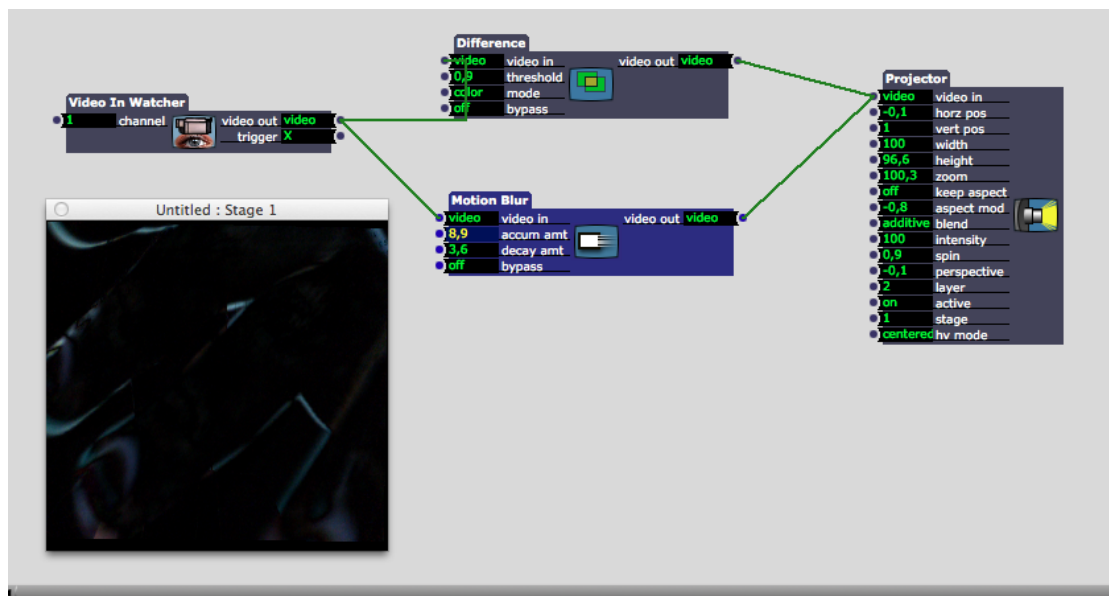 Difference
video video in video out video
0,9 threshold
color mode
off bypass
Video In Watcher
1 channel video out video
trigger X
Projector
video video in
-0,1 horz pos
1 vert pos
100 width
96,6 height
100,3 zoom
off keep aspect
-0,8 aspect mod
additive blend
100 intensity
0,9 spin
-0,1 perspective
2 layer
on active
1 stage
centered hv mode
Motion Blur
video video in video out video
8,9 accum amt
3,6 decay amt
off bypass
Untitled : Stage 1